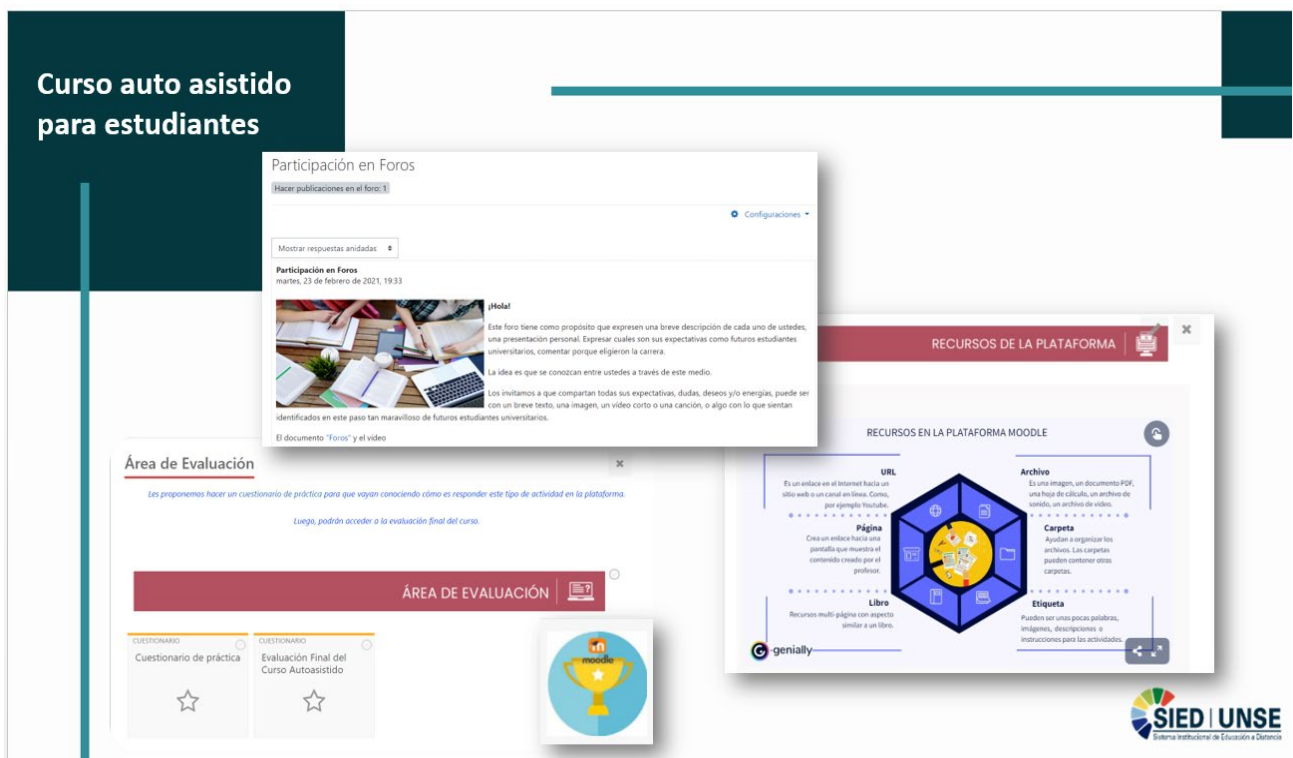 Curso auto asistido
para estudiantes
Participación en Foros
Hacer publicaciones en el foro: 1
Configuraciones
Mostrar respuestas anidadas
Participación en Foros
martes, 23 de febrero de 2021, 19:33
¡Hola!
Este foro tiene como propósito que expresen una breve descripción de cada uno de ustedes,
una presentación personal. Expresar cuales son sus expectativas como futuros estudiantes
universitarios, comentar porque eligieron la carrera.
La idea es que se conozcan entre ustedes a través de este medio.
Los invitamos a que compartan todas sus expectativas, dudas, deseos y/o energías, puede ser
con un breve texto, una imagen, un vídeo corto o una canción, o algo con lo que sientan
identificados en este paso tan maravilloso de futuros estudiantes universitarios.
El documento "Foros" y el vídeo
Área de Evaluación
Les proponemos hacer un cuestionario de práctica para que vayan conociendo cómo es responder este tipo de actividad en la plataforma.
Luego, podrán acceder a la evaluación final del curso.
ÁREA DE EVALUACIÓN
CUESTIONARIO
Cuestionario de práctica
CUESTIONARIO
Evaluación Final del
Curso Autoasistido
moodle
RECURSOS DE LA PLATAFORMA
RECURSOS EN LA PLATAFORMA MOODLE
URL
Es un enlace en el Internet hacia un
sitio web o un canal en línea. Como,
por ejemplo Youtube.
Página
Crea un enlace hacia una
pantalla que muestra el
contenido creado por el
profesor.
Libro
Recursos multi-página con aspecto
similar a un libro.
Archivo
Es una imagen, un documento PDF,
una hoja de cálculo, un archivo de
sonido, un archivo de video.
Carpeta
Ayudan a organizar los
archivos. Las carpetas
pueden contener otras
carpetas.
Etiqueta
Pueden ser unas pocas palabras,
imágenes, descripciones o
instrucciones para las actividades.
genially
SIED | UNSE
Sistema Institucional de Educación a Distancia